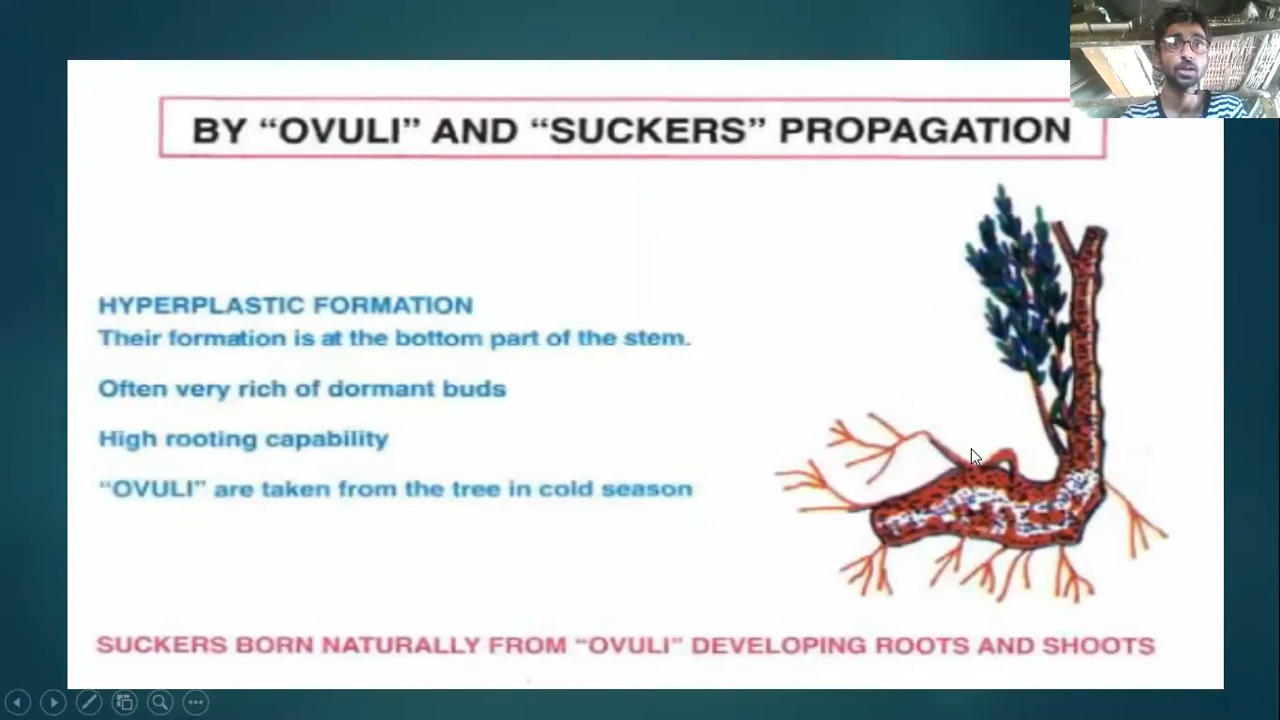 BY “OVULI” AND “SUCKERS” PROPAGATION
HYPERPLASTIC FORMATION
Their formation is at the bottom part of the stem.
Often very rich of dormant buds
High rooting capability
“OVULI” are taken from the tree in cold season
SUCKERS BORN NATURALLY FROM “OVULI” DEVELOPING ROOTS AND SHOOTS